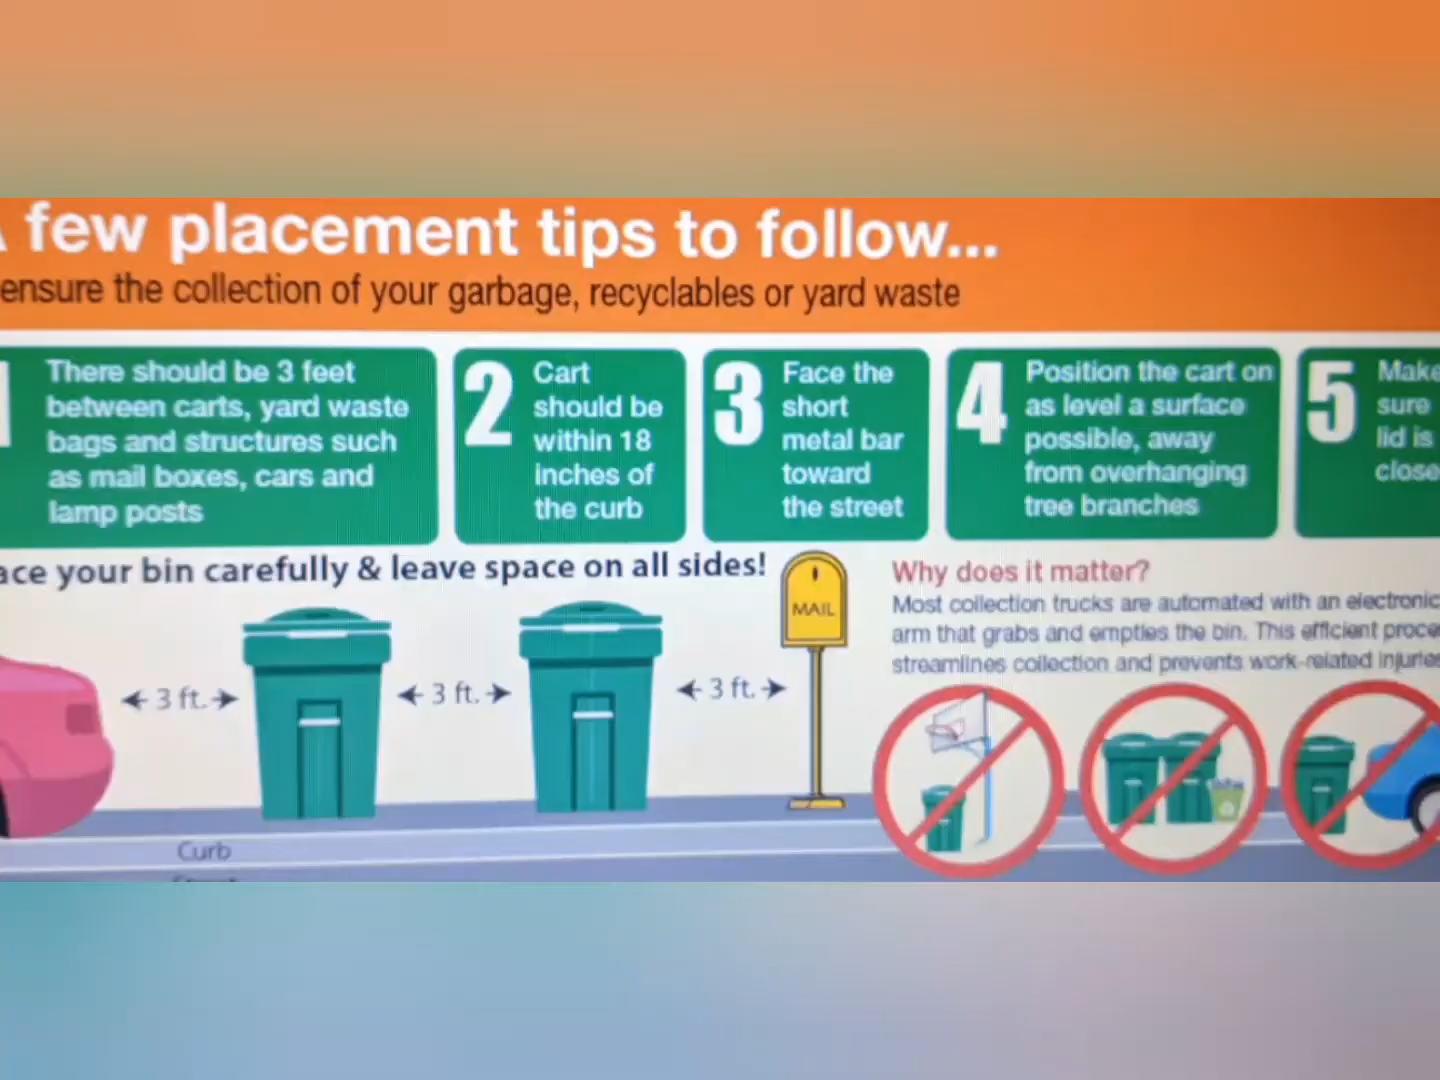 few placement tips to follow...
ensure the collection of your garbage, recyclables or yard waste
There should be 3 feet
between carts, yard waste
bags and structures such
as mail boxes, cars and
lamp posts
2
Cart
should be
within 18
inches of
the curb
3
Face the
short
metal bar
toward
the street
4
Position the cart on
as level a surface
possible, away
from overhanging
tree branches
5
Make
sure
lid is
close
ace your bin carefully & leave space on all sides!
MAIL
3 ft.
3 ft.
3 ft.
Curb
Why does it matter?
Most collection trucks are automated with an electronic
arm that grabs and empties the bin. This efficient proce
streamlines collection and prevents work-related injurie